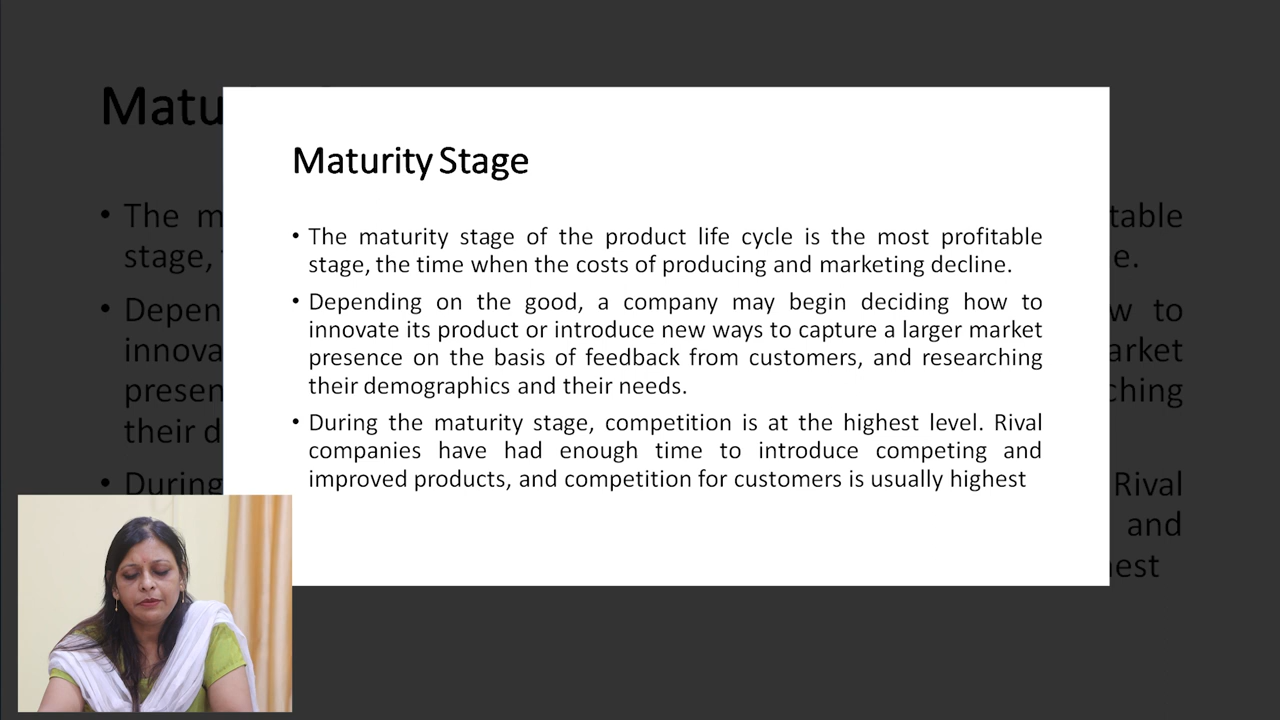 Maturity Stage
• The maturity stage of the product life cycle is the most profitable
stage, the time when the costs of producing and marketing decline.
• Depending on the good, a company may begin deciding how to
innovate its product or introduce new ways to capture a larger market
presence on the basis of feedback from customers, and researching
their demographics and their needs.
• During the maturity stage, competition is at the highest level. Rival
companies have had enough time to introduce competing and
improved products, and competition for customers is usually highest